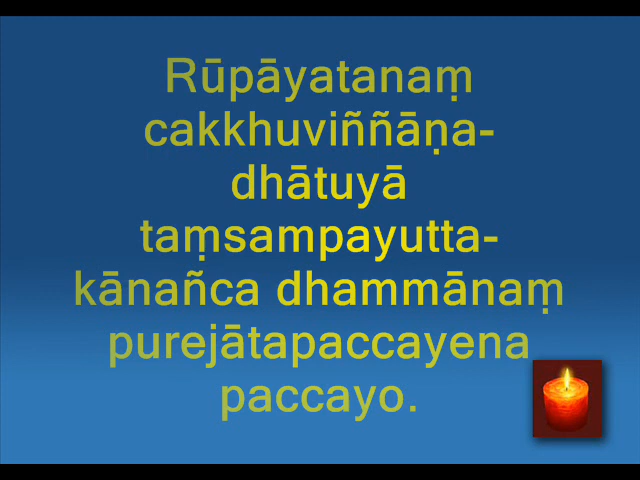 Rūpāyatanaṃ
cakkhuviññāṇa-
dhātuyā
taṃsampayutta-
kānañca dhammānaṃ
purejātapaccayena
paccayo.